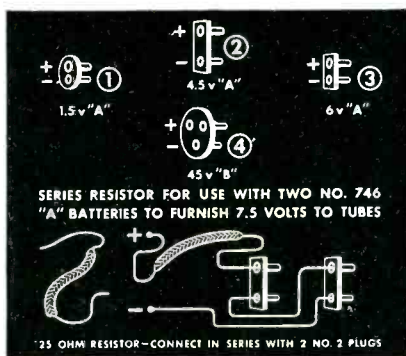 +
-
①
1.5 v "A"
+
-
②
4.5 v "A"
+
-
③
6 v "A"
+
-
④
45 v "B"
SERIES RESISTOR FOR USE WITH TWO NO. 746
"A" BATTERIES TO FURNISH 7.5 VOLTS TO TUBES
+
-
25 OHM RESISTOR-CONNECT IN SERIES WITH 2 NO. 2 PLUGS